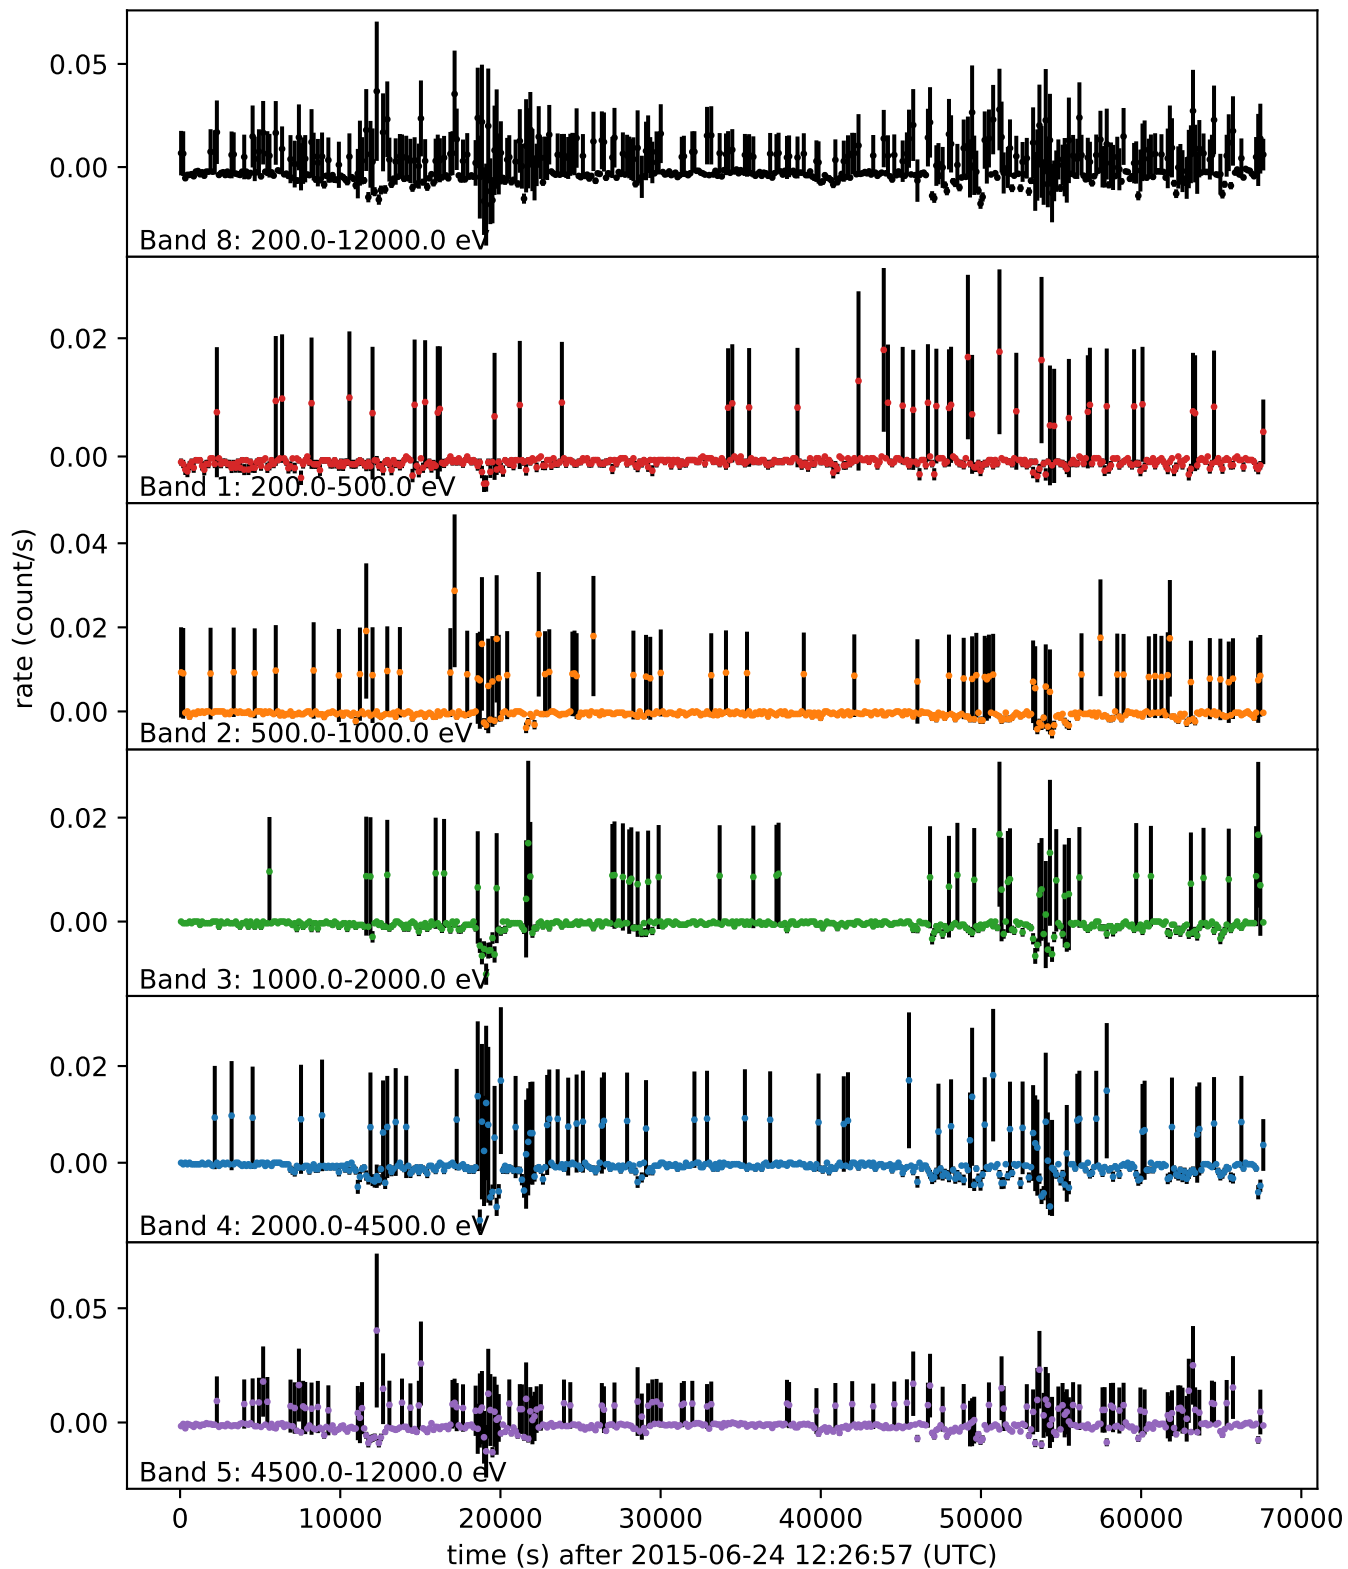 0.05
0.00
Band 8: 200.0-12000.0 eV
0.02
0.00
Band 1: 200.0-500.0 eV
rate (count/s)
0.04
0.02
0.00
Band 2: 500.0-1000.0 eV
0.02
0.00
Band 3: 1000.0-2000.0 eV
0.02
0.00
Band 4: 2000.0-4500.0 eV
0.05
0.00
Band 5: 4500.0-12000.0 eV
0 10000 20000 30000 40000 50000 60000 70000
time (s) after 2015-06-24 12:26:57 (UTC)